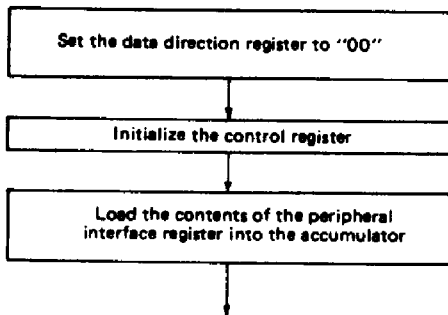 Set the data direction register to "00"
Initialize the control register
Load the contents of the peripheral
interface register into the accumulator